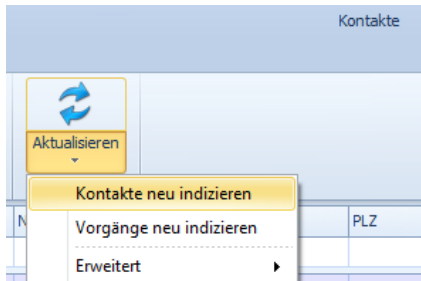 Kontakte
Aktualisieren
Kontakte neu indizieren
N
PLZ
Vorgänge neu indizieren
Erweitert